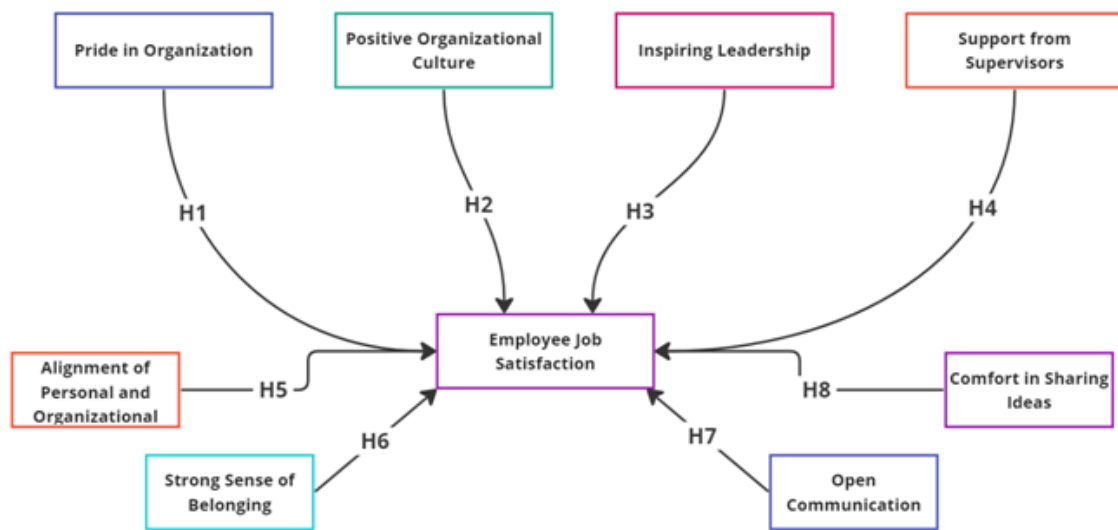 Pride in Organization
Positive Organizational
Culture
Inspiring Leadership
Support from
Supervisors
H1
H2
H3
H4
Employee Job
Satisfaction
Alignment of
Personal and
Organizational
H5
H8
Comfort in Sharing
Ideas
H6
H7
Strong Sense of
Belonging
Open
Communication